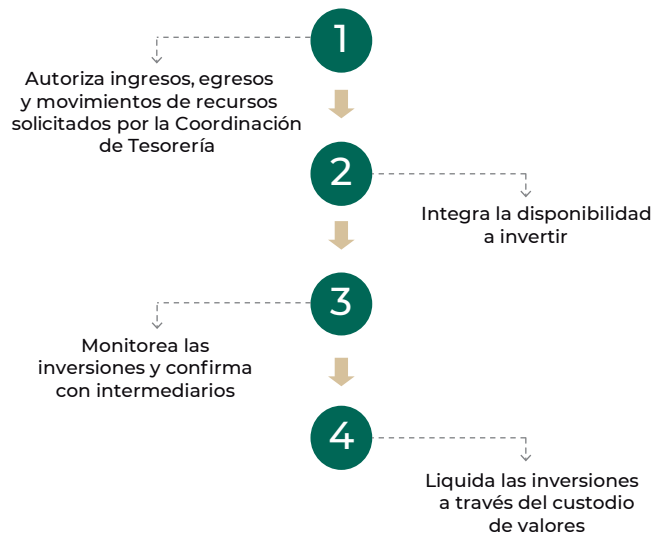 1
Autoriza ingresos, egresos
y movimientos de recursos
solicitados por la Coordinación
de Tesorería
2
Integra la disponibilidad
a invertir
3
Monitorea las
inversiones y confirma
con intermediarios
4
Liquida las inversiones
a través del custodio
de valores